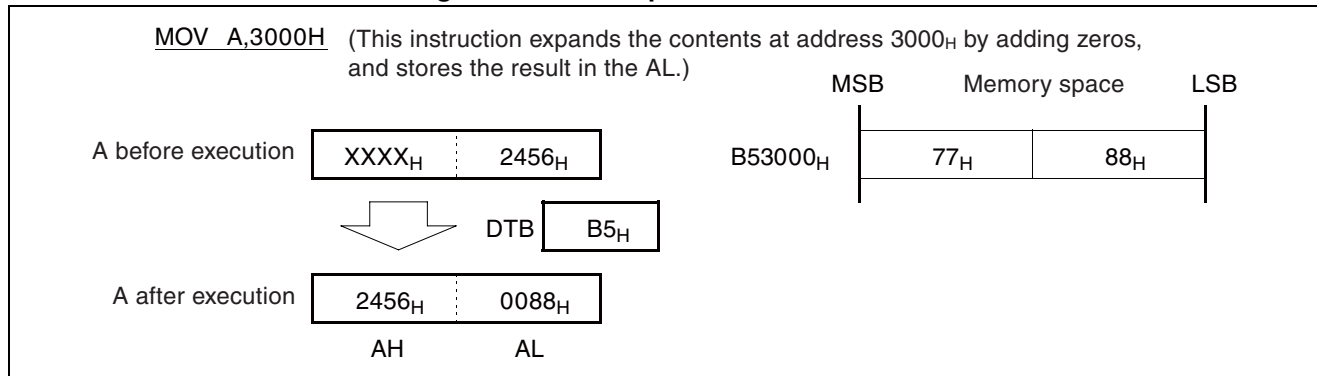 MOV A,3000H (This instruction expands the contents at address 3000H by adding zeros,
and stores the result in the AL.)
MSB Memory space LSB
A before execution XXXXH 2456H B53000H 77H 88H
DTB B5H
A after execution 2456H 0088H
AH AL